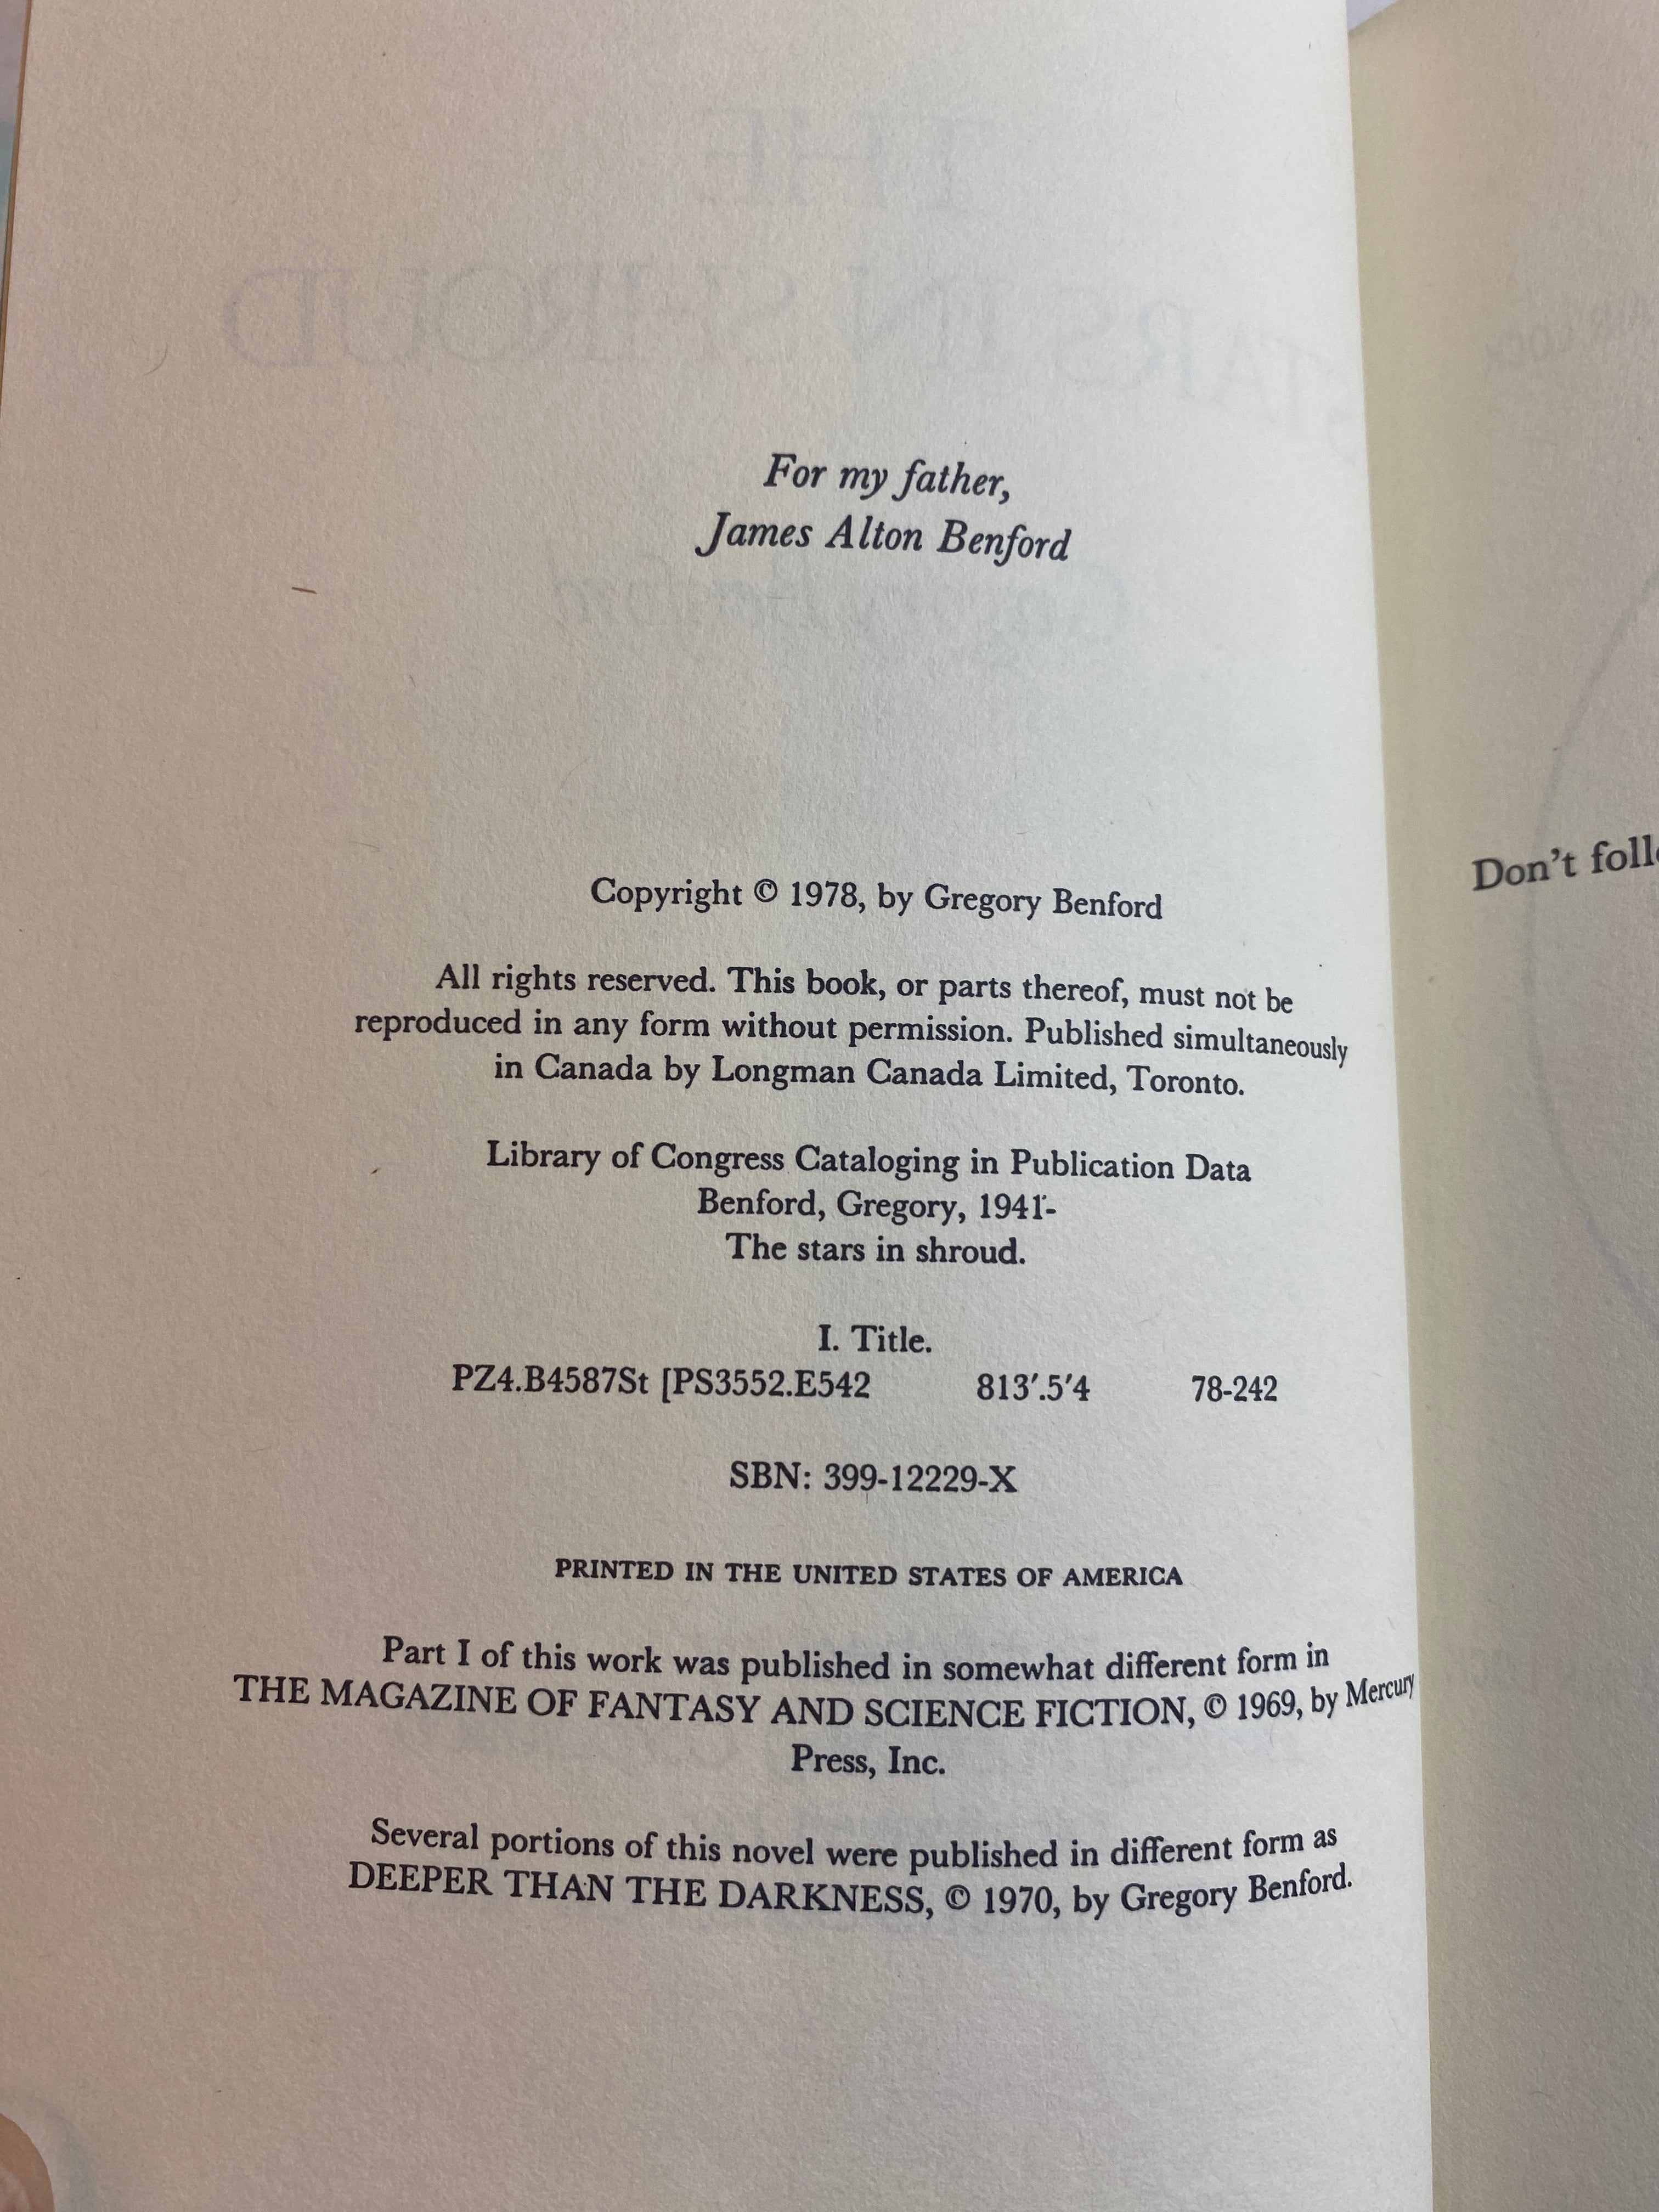 For my father,
James Alton Benford
Copyright © 1978, by Gregory Benford
All rights reserved. This book, or parts thereof, must not be
reproduced in any form without permission. Published simultaneously
in Canada by Longman Canada Limited, Toronto.
Library of Congress Cataloging in Publication Data
Benford, Gregory, 1941-
The stars in shroud.
I. Title.
PZ4.B4587St [PS3552.E542 813'.5'4 78-242
SBN: 399-12229-X
PRINTED IN THE UNITED STATES OF AMERICA
Part I of this work was published in somewhat different form in
THE MAGAZINE OF FANTASY AND SCIENCE FICTION, © 1969, by Mercury
Press, Inc.
Several portions of this novel were published in different form as
DEEPER THAN THE DARKNESS, © 1970, by Gregory Benford.
Don't